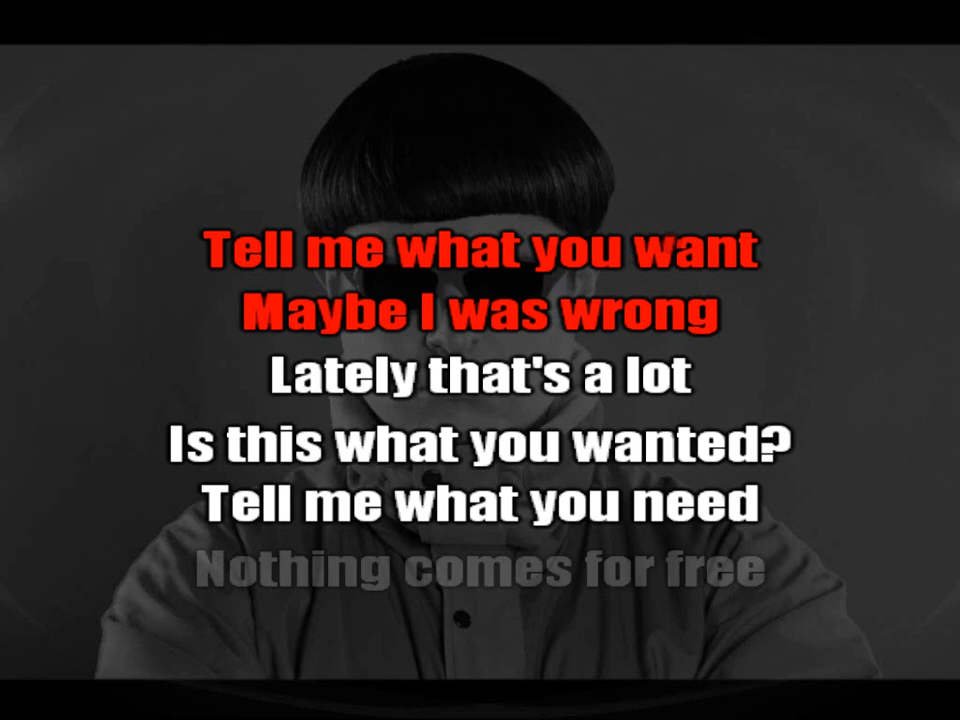 Tell me what you want
Maybe I was wrong
Lately that's a lot
Is this what you wanted?
Tell me what you need
Nothing comes for free